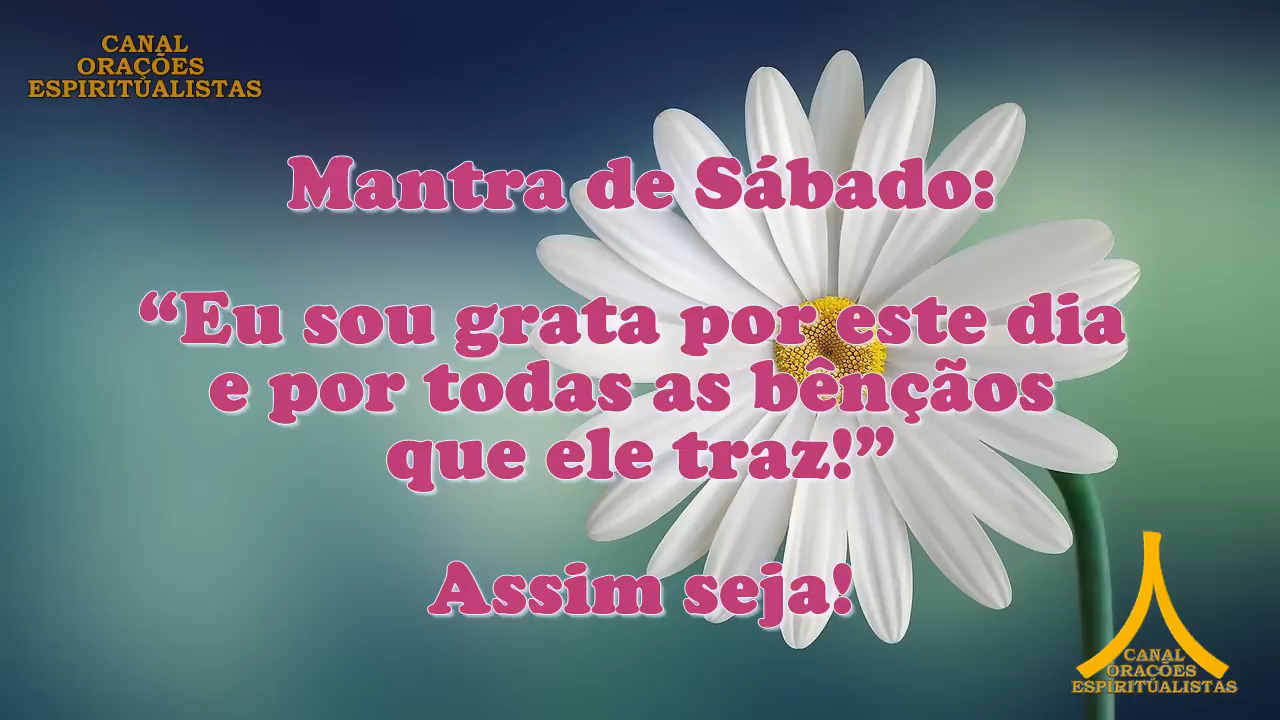 CANAL
ORAÇÕES
ESPIRITUALISTAS
Mantra de Sábado:
“Eu sou grata por este dia
e por todas as bênçãos
que ele traz!”
Assim seja!
CANAL
ORAÇÕES
ESPIRITUALISTAS